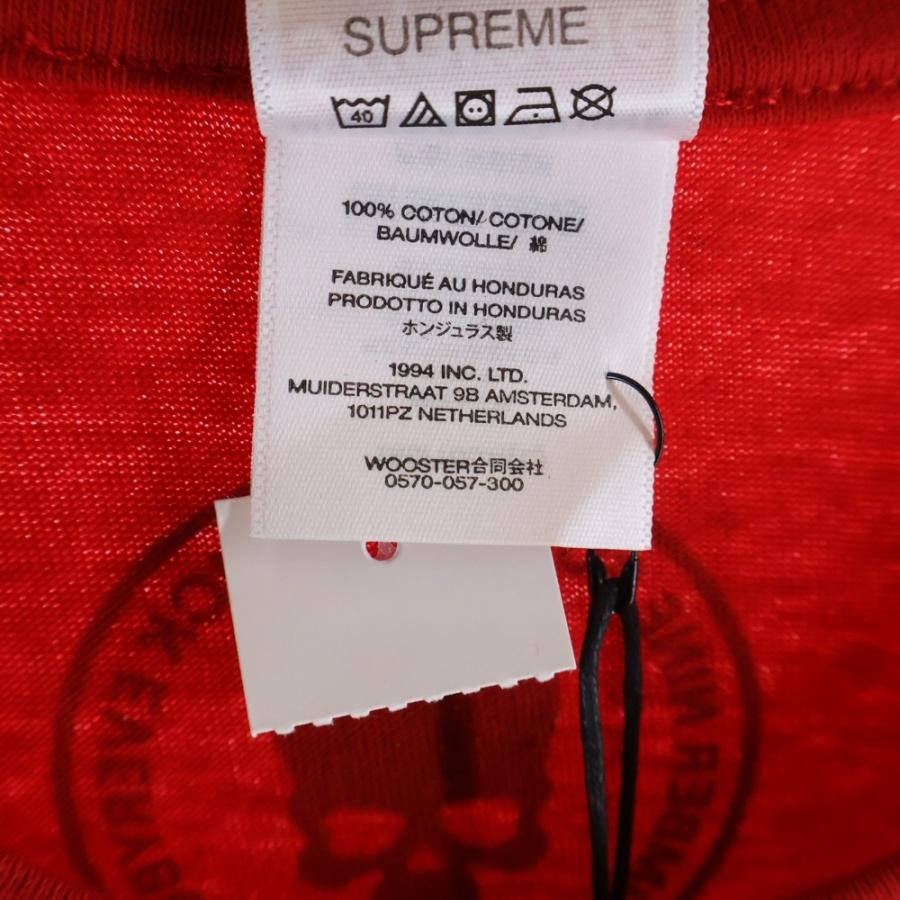 SUPREME
40
100% COTON/ COTONE/
BAUMWOLLE/ 綿
FABRIQUÉ AU HONDURAS
PRODOTTO IN HONDURAS
ホンジュラス製
1994 INC. LTD.
MUIDERSTRAAT 9B AMSTERDAM,
1011PZ NETHERLANDS
WOOSTER合同会社
0570-057-300